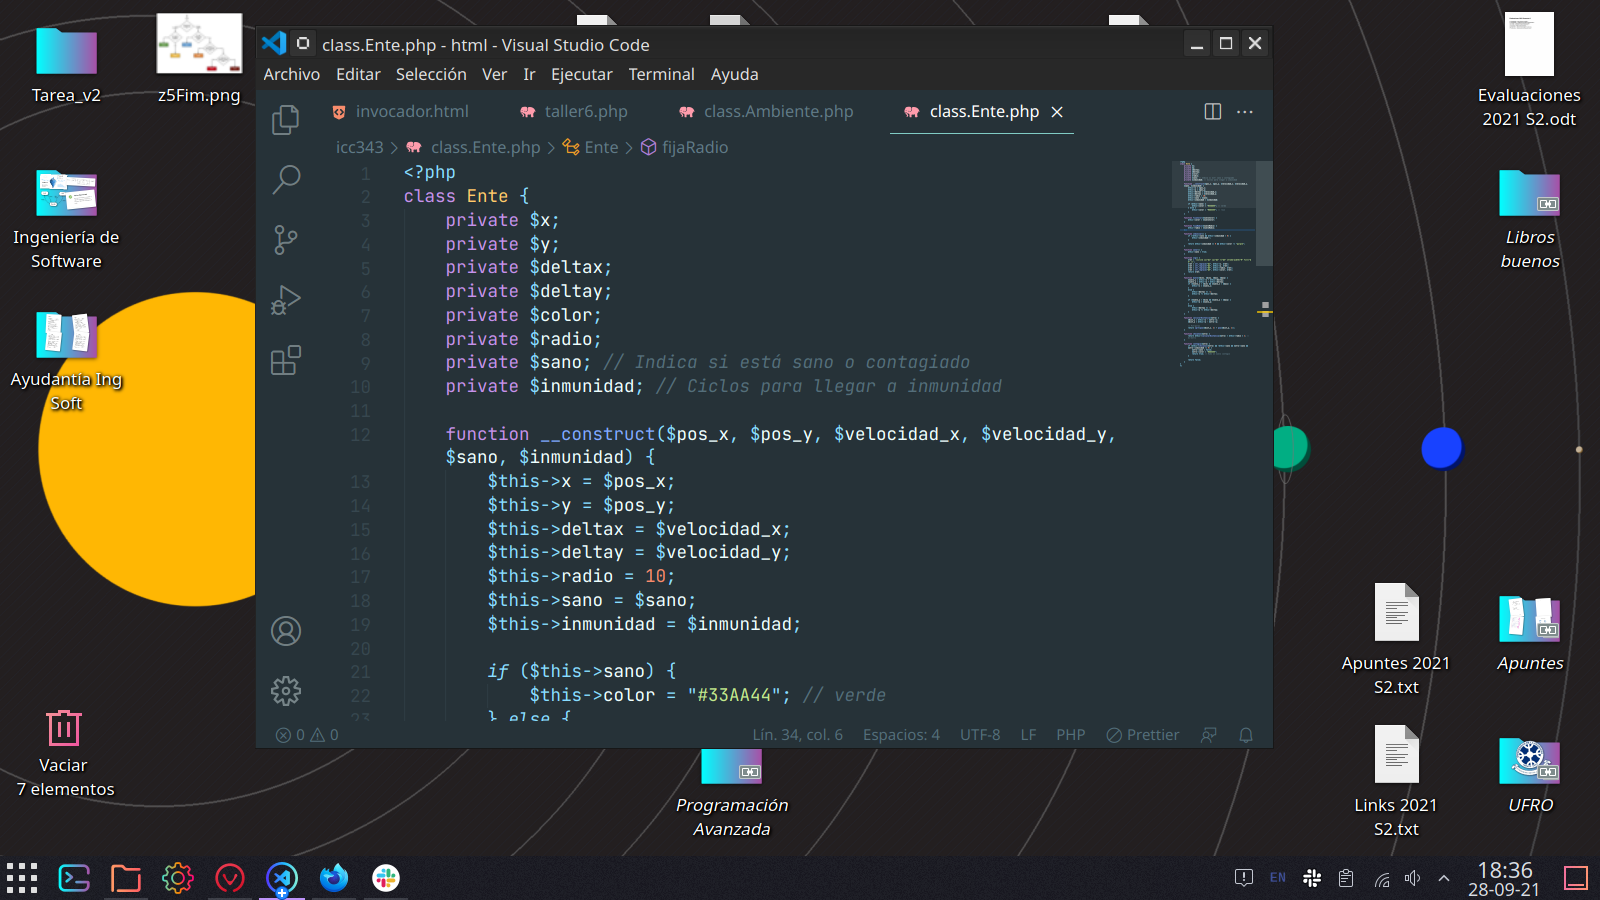 Tarea_v2
z5Fim.png
Ingeniería de
Software
Ayudantía Ing
Soft
Vaciar
7 elementos
class.Ente.php - html - Visual Studio Code
Archivo Editar Selección Ver Ir Ejecutar Terminal Ayuda
invocador.html taller6.php class.Ambiente.php class.Ente.php
icc343 > class.Ente.php > Ente > fijaRadio
1 <?php
2 class Ente {
3 private $x;
4 private $y;
5 private $deltax;
6 private $deltay;
7 private $color;
8 private $radio;
9 private $sano; // Indica si está sano o contagiado
10 private $inmunidad; // Ciclos para llegar a inmunidad
11
12 function __construct($pos_x, $pos_y, $velocidad_x, $velocidad_y,
$sano, $inmunidad) {
13 $this->x = $pos_x;
14 $this->y = $pos_y;
15 $this->deltax = $velocidad_x;
16 $this->deltay = $velocidad_y;
17 $this->radio = 10;
18 $this->sano = $sano;
19 $this->inmunidad = $inmunidad;
20
21 if ($this->sano) {
22 $this->color = "#33AA44"; // verde
23 } else {
0 0 Lín. 34, col. 6 Espacios: 4 UTF-8 LF PHP Prettier
Programación
Avanzada
Evaluaciones
2021 S2.odt
Libros
buenos
Apuntes 2021
S2.txt
Apuntes
Links 2021
S2.txt
UFRO
EN
18:36
28-09-21